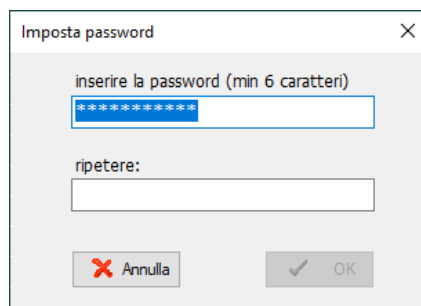 Imposta password
inserire la password (min 6 caratteri)
***********
ripetere:
Annulla
OK